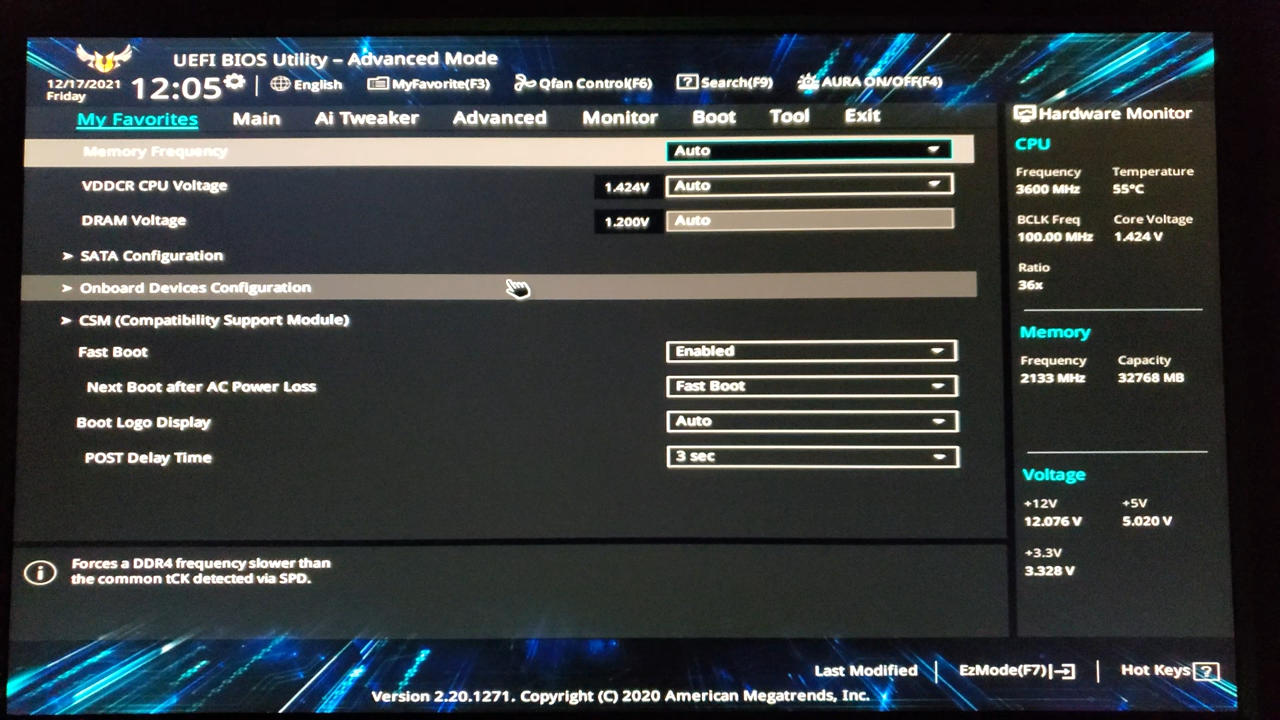 UEFI BIOS Utility – Advanced Mode
12/17/2021
Friday
12:05
English
MyFavorite(F3)
Qfan Control(F6)
? Search(F9)
AURA ON/OFF(F4)
My Favorites Main Ai Tweaker Advanced Monitor Boot Tool Exit
Memory Frequency Auto
VDDCR CPU Voltage 1.424V Auto
DRAM Voltage 1.200V Auto
> SATA Configuration
> Onboard Devices Configuration
> CSM (Compatibility Support Module)
Fast Boot Enabled
Next Boot after AC Power Loss Fast Boot
Boot Logo Display Auto
POST Delay Time 3 sec
i Forces a DDR4 frequency slower than
the common tCK detected via SPD.
Hardware Monitor
CPU
Frequency Temperature
3600 MHz 55°C
BCLK Freq Core Voltage
100.00 MHz 1.424 V
Ratio
36x
Memory
Frequency Capacity
2133 MHz 32768 MB
Voltage
+12V +5V
12.076 V 5.020 V
+3.3V
3.328 V
Last Modified EzMode(F7) Hot Keys ?
Version 2.20.1271. Copyright (C) 2020 American Megatrends, Inc.